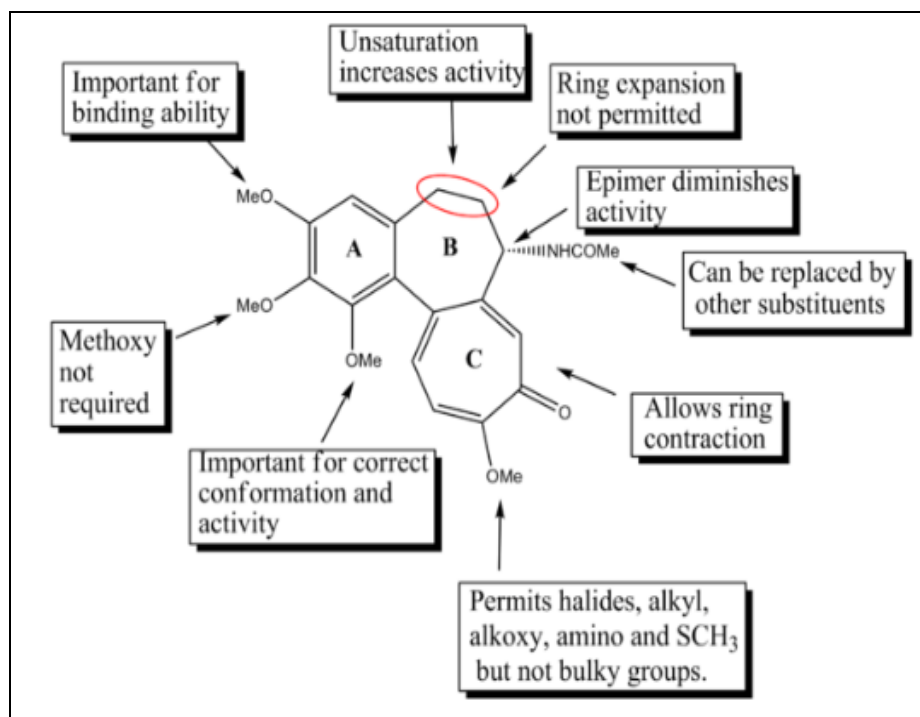 Unsaturation
increases activity
Important for
binding ability
Ring expansion
not permitted
Epimer diminishes
activity
MeO
A
B
NHCOMe
Can be replaced by
other substituents
MeO
Methoxy
not
required
OMe
C
O
Allows ring
contraction
Important for correct
conformation and
activity
OMe
Permits halides, alkyl,
alkoxy, amino and SCH₃
but not bulky groups.